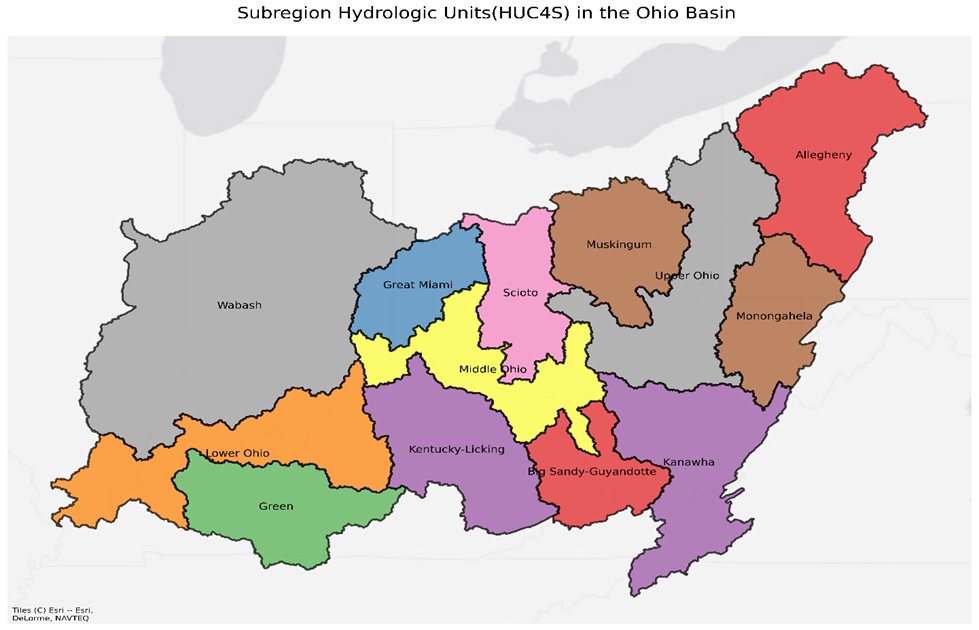 Subregion Hydrologic Units(HUC4S) in the Ohio Basin
Allegheny
Muskingum
Upper Ohio
Great Miami
Scioto
Wabash
Monongahela
Middle Ohio
Kentucky-Licking
Lower Ohio
Kanawha
Big Sandy-Guyandotte
Green
Tiles (C) Esri -- Esri,
DeLorme, NAVTEQ